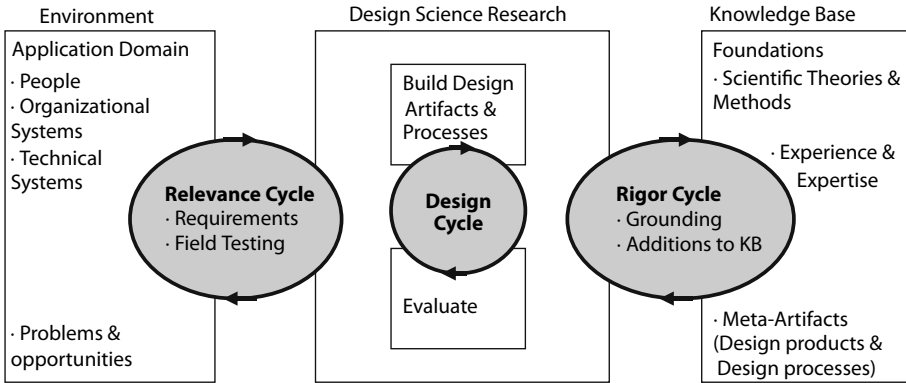 Environment
Application Domain
· People
· Organizational
Systems
· Technical
Systems
· Problems &
opportunities
Relevance Cycle
· Requirements
· Field Testing
Design Science Research
Build Design
Artifacts &
Processes
Design
Cycle
Evaluate
Rigor Cycle
· Grounding
· Additions to KB
Knowledge Base
Foundations
· Scientific Theories &
Methods
· Experience &
Expertise
· Meta-Artifacts
(Design products &
Design processes)